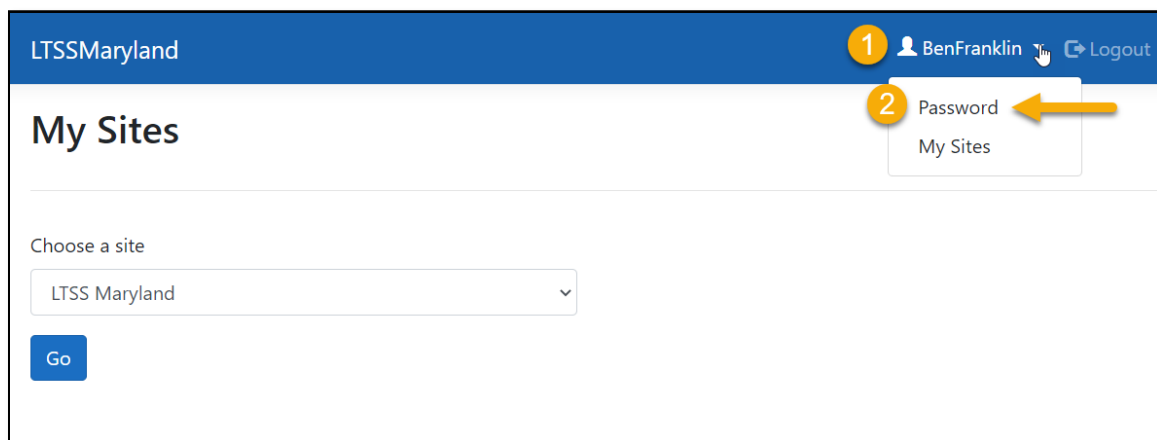 LTSSMaryland
1 BenFranklin Logout
2 Password
My Sites
My Sites
Choose a site
LTSS Maryland
Go